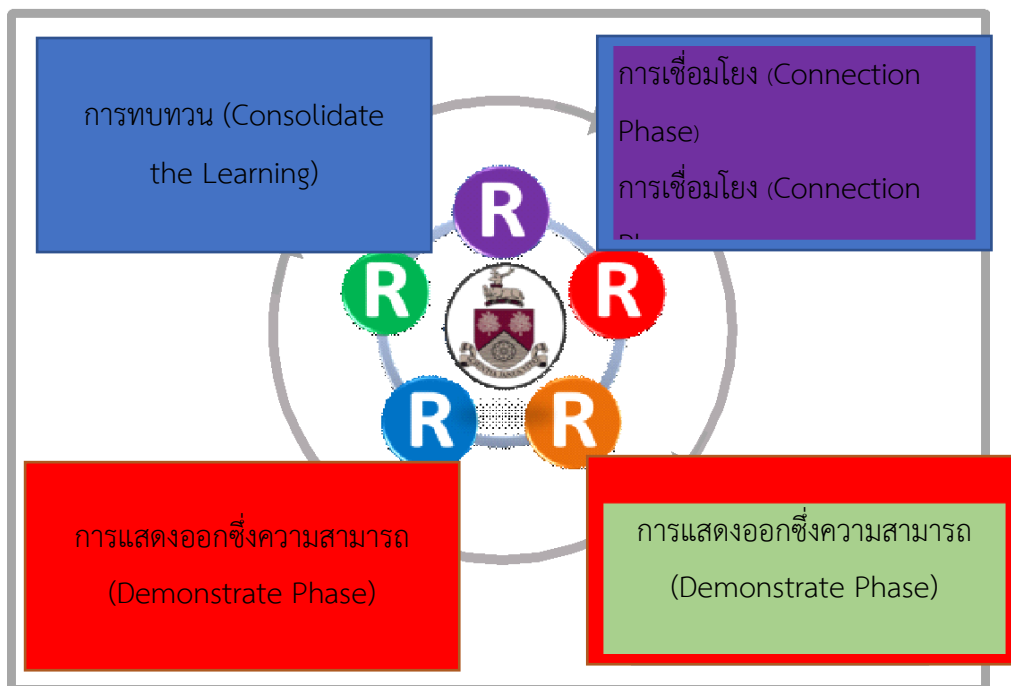 การทบทวน (Consolidate
the Learning)
การเชื่อมโยง (Connection
Phase)
การเชื่อมโยง (Connection
R
R
R
R
R
การแสดงออกซึ่งความสามารถ
(Demonstrate Phase)
การแสดงออกซึ่งความสามารถ
(Demonstrate Phase)